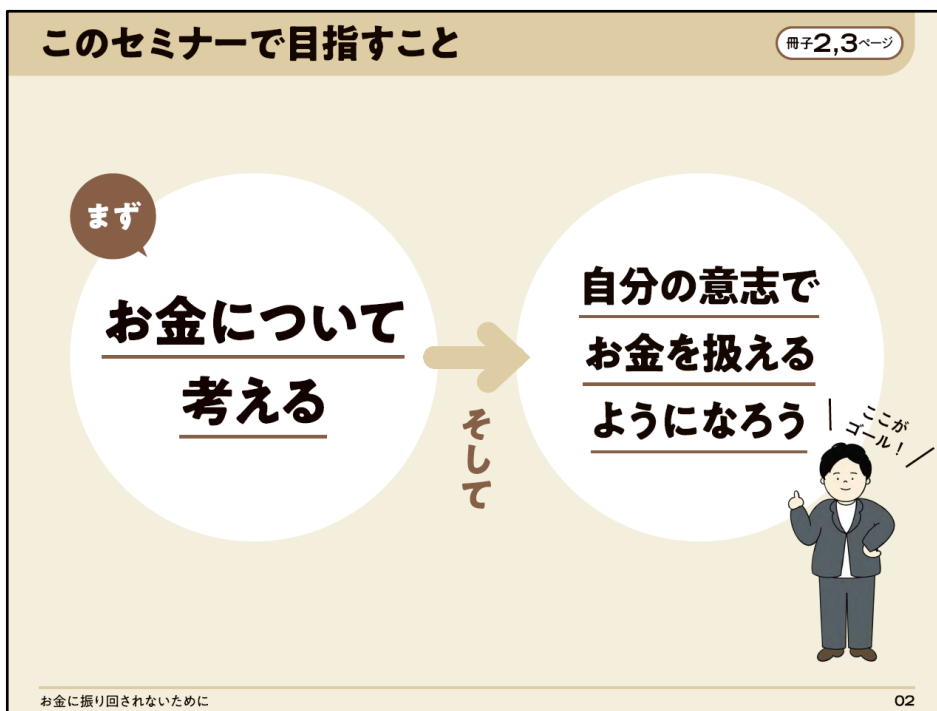 このセミナーで目指すこと
冊子2,3ページ
まず
お金について
考える
そして
自分の意志で
お金を扱える
ようになろう
ここが
ゴール！
お金に振り回されないために
02